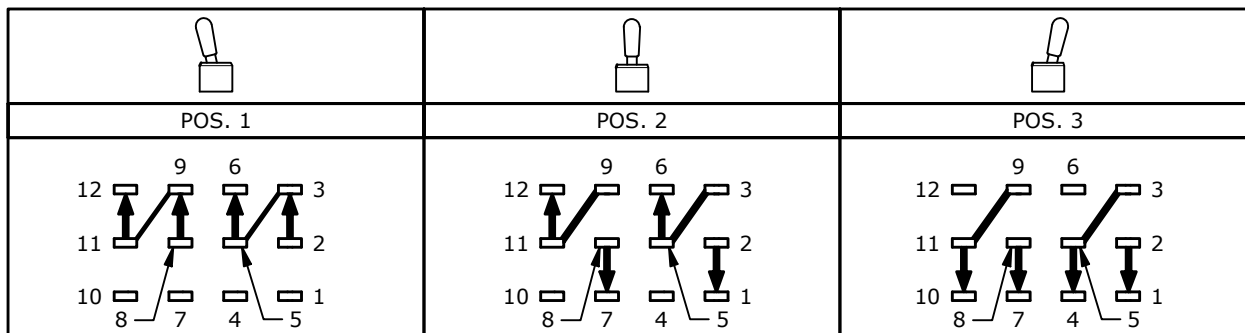 POS. 1 POS. 2 POS. 3
9 6 9 6 9 6
12 3 12 3 12 3
11 2 11 2 11 2
10 1 10 1 10 1
8 7 4 5 8 7 4 5 8 7 4 5